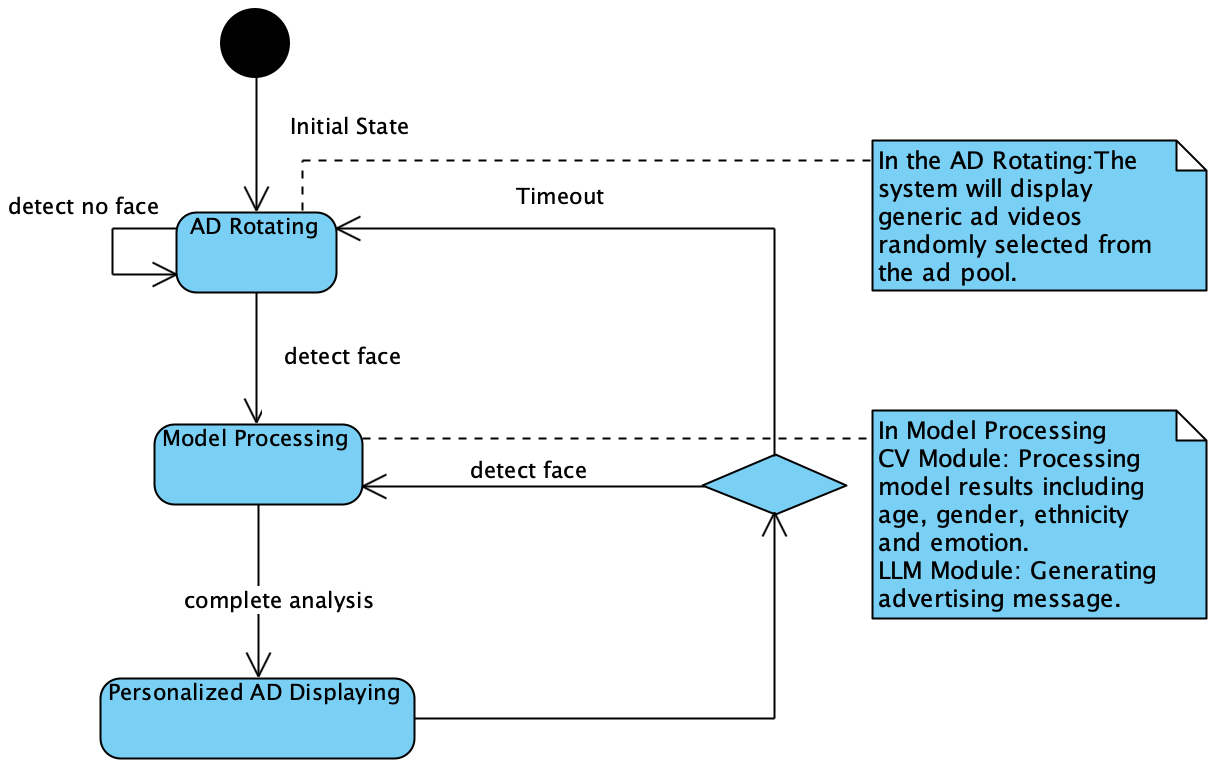 Initial State
In the AD Rotating:The
system will display
generic ad videos
randomly selected from
the ad pool.
Timeout
detect no face
AD Rotating
detect face
Model Processing
detect face
In Model Processing
CV Module: Processing
model results including
age, gender, ethnicity
and emotion.
LLM Module: Generating
advertising message.
complete analysis
Personalized AD Displaying